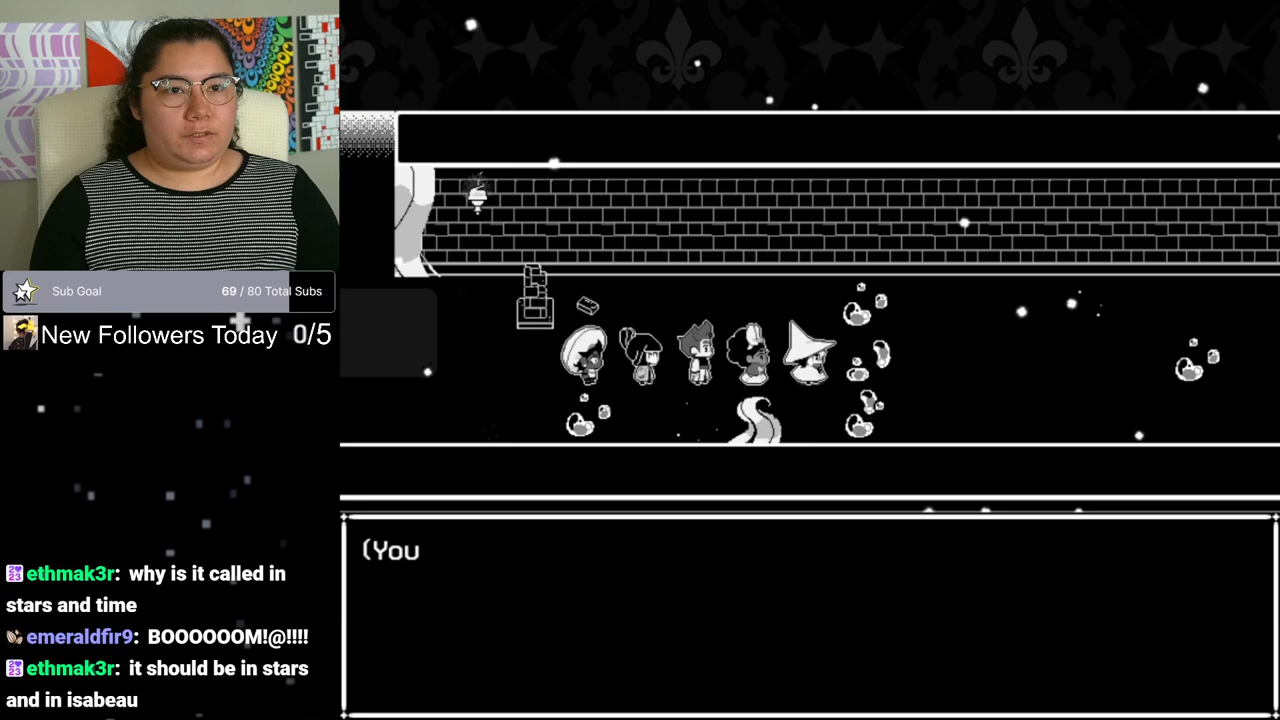 Sub Goal
69 / 80 Total Subs
New Followers Today 0/5
ethmak3r: why is it called in
stars and time
emeraldfir9: BOOOOOOM!@!!!!
ethmak3r: it should be in stars
and in isabeau
(You